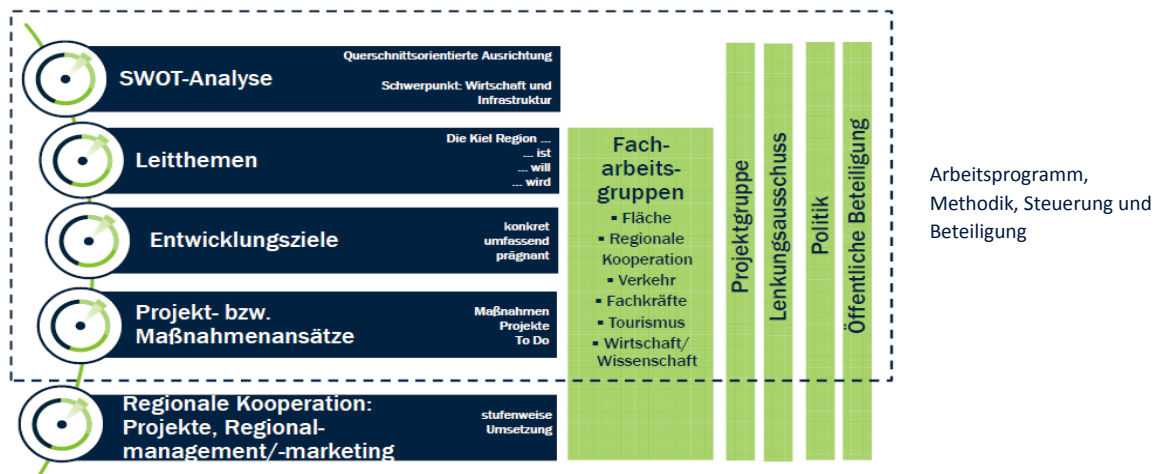 SWOT-Analyse
Querschnittsorientierte Ausrichtung
Schwerpunkt: Wirtschaft und
Infrastruktur
Leitthemen
Die Kiel Region ...
... ist
... will
... wird
Entwicklungsziele
konkret
umfassend
prägnant
Projekt- bzw.
Maßnahmenansätze
Maßnahmen
Projekte
To Do
Regionale Kooperation:
Projekte, Regional-
management/-marketing
stufenweise
Umsetzung
Fach-
arbeits-
gruppen
▪ Fläche
▪ Regionale
Kooperation
▪ Verkehr
▪ Fachkräfte
▪ Tourismus
▪ Wirtschaft/
Wissenschaft
Projektgruppe
Lenkungsausschuss
Politik
Öffentliche Beteiligung
Arbeitsprogramm,
Methodik, Steuerung und
Beteiligung